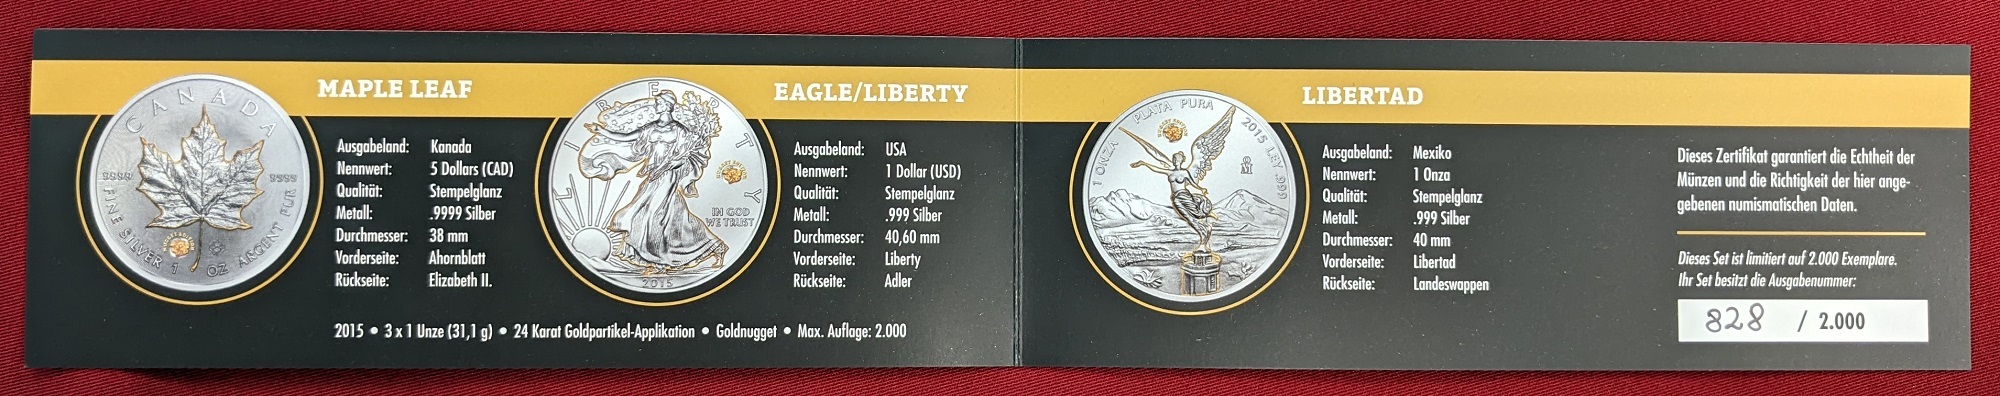 MAPLE LEAF
CANADA
9999 9999
FINE SILVER 1 OZ ARGENT PUR
Ausgabeland: Kanada
Nennwert: 5 Dollars (CAD)
Qualität: Stempelglanz
Metall: .9999 Silber
Durchmesser: 38 mm
Vorderseite: Ahornblatt
Rückseite: Elizabeth II.
EAGLE/LIBERTY
LIBERTY
IN GOD
WE TRUST
2015
Ausgabeland: USA
Nennwert: 1 Dollar (USD)
Qualität: Stempelglanz
Metall: .999 Silber
Durchmesser: 40,60 mm
Vorderseite: Liberty
Rückseite: Adler
2015 • 3 x 1 Unze (31,1 g) • 24 Karat Goldpartikel-Applikation • Goldnugget • Max. Auflage: 2.000
LIBERTAD
1 ONZA PLATA PURA 2015 LEY .999
Mo
Ausgabeland: Mexiko
Nennwert: 1 Onza
Qualität: Stempelglanz
Metall: .999 Silber
Durchmesser: 40 mm
Vorderseite: Libertad
Rückseite: Landeswappen
Dieses Zertifikat garantiert die Echtheit der
Münzen und die Richtigkeit der hier ange-
gebenen numismatischen Daten.
Dieses Set ist limitiert auf 2.000 Exemplare.
Ihr Set besitzt die Ausgabenummer:
828 / 2.000